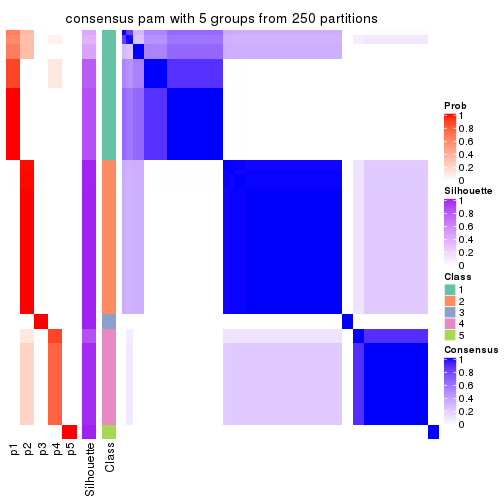 consensus pam with 5 groups from 250 partitions
Prob
1
0.8
0.6
0.4
0.2
0
Silhouette
1
0.8
0.6
0.4
0.2
0
Class
1
2
3
4
5
Consensus
1
0.8
0.6
0.4
0.2
0
p1
p2
p3
p4
p5
Silhouette
Class